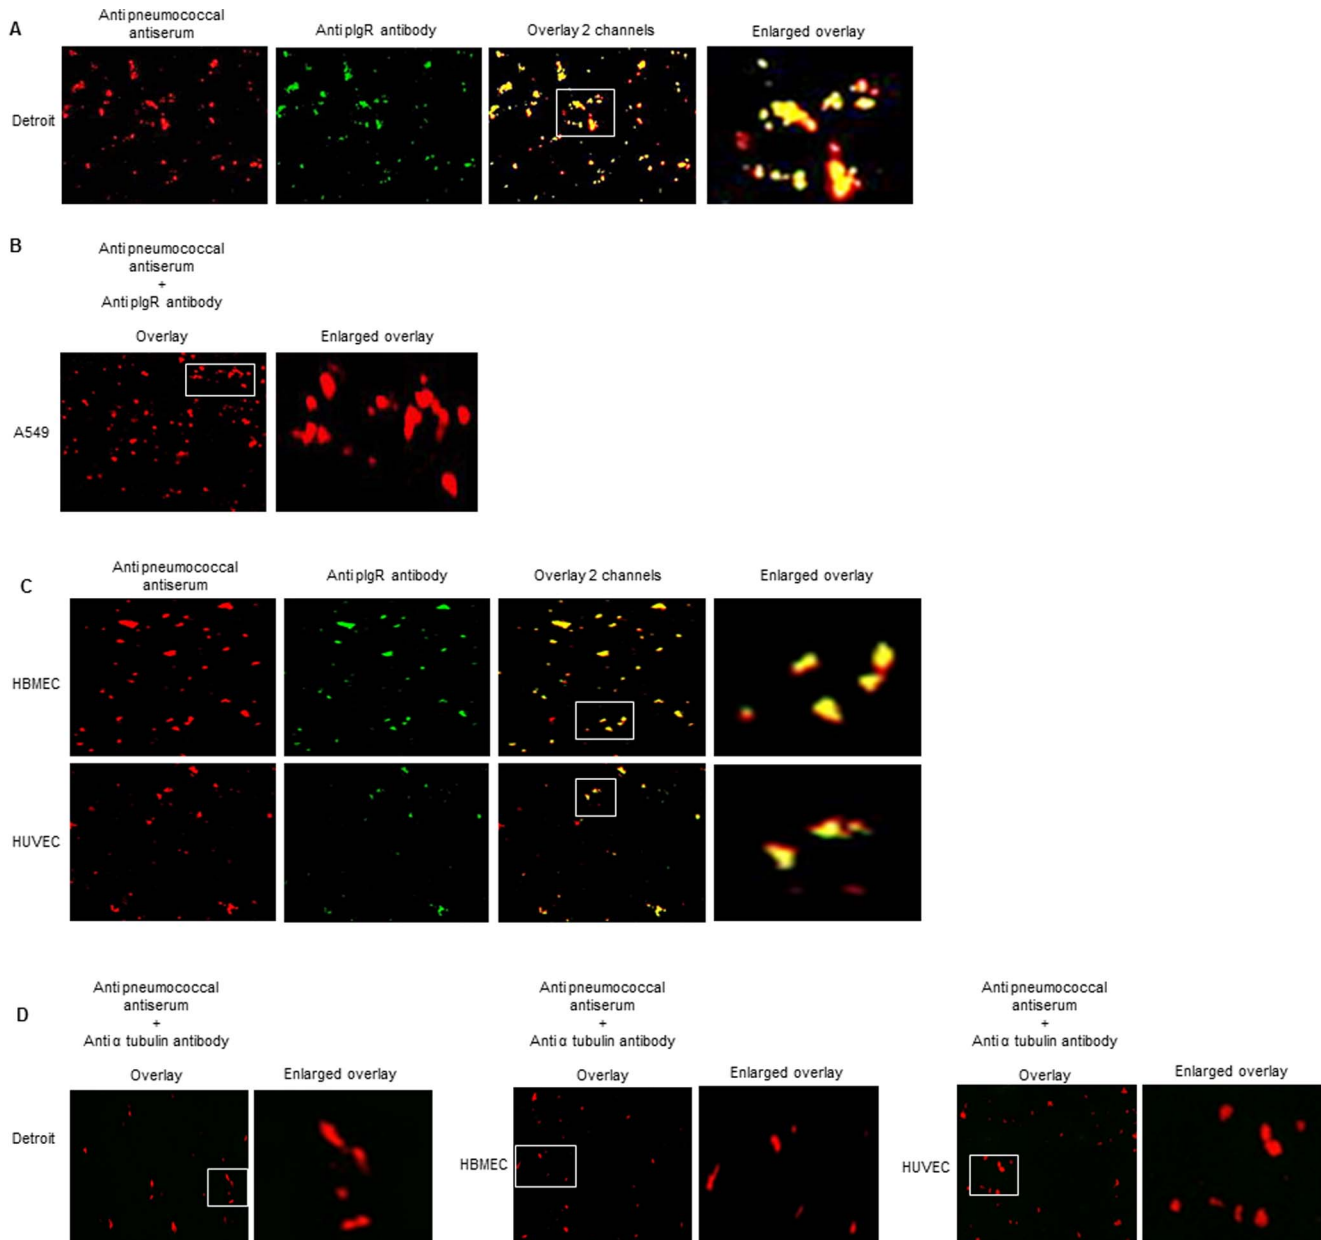 A
Anti pneumococcal
antiserum
Anti pIgR antibody
Overlay 2 channels
Enlarged overlay
Detroit
B
Anti pneumococcal
antiserum
+
Anti pIgR antibody
Overlay
Enlarged overlay
A549
C
Anti pneumococcal
antiserum
Anti pIgR antibody
Overlay 2 channels
Enlarged overlay
HBMEC
HUVEC
D
Anti pneumococcal
antiserum
+
Anti α tubulin antibody
Overlay
Enlarged overlay
Detroit
Anti pneumococcal
antiserum
+
Anti α tubulin antibody
Overlay
Enlarged overlay
HBMEC
Anti pneumococcal
antiserum
+
Anti α tubulin antibody
Overlay
Enlarged overlay
HUVEC